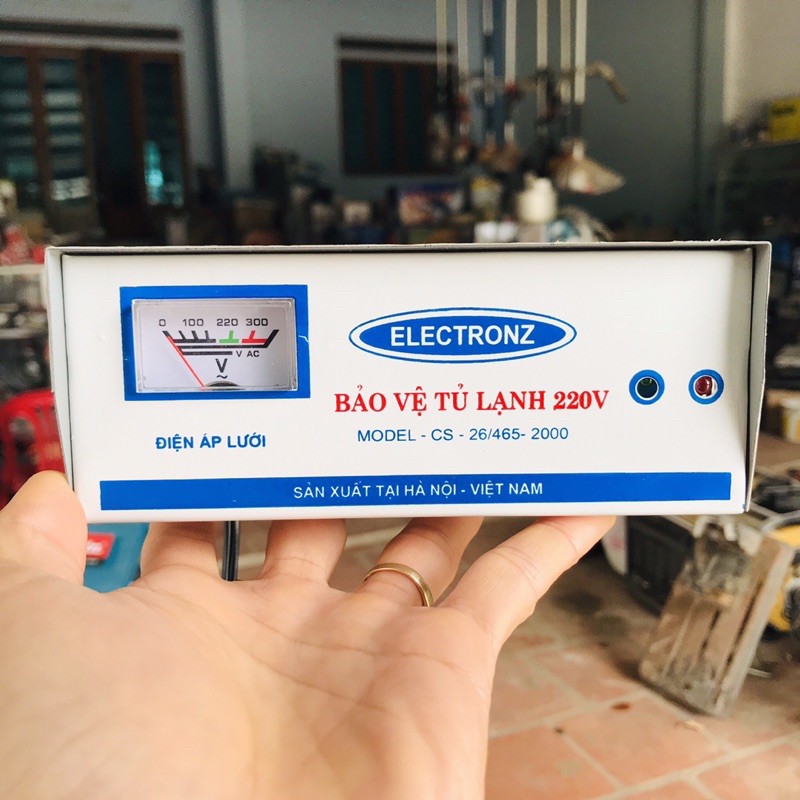 0 100 220 300
V AC
V
~
ELECTRONZ
BẢO VỆ TỦ LẠNH 220V
MODEL - CS - 26/465- 2000
ĐIỆN ÁP LƯỚI
SẢN XUẤT TẠI HÀ NỘI - VIỆT NAM